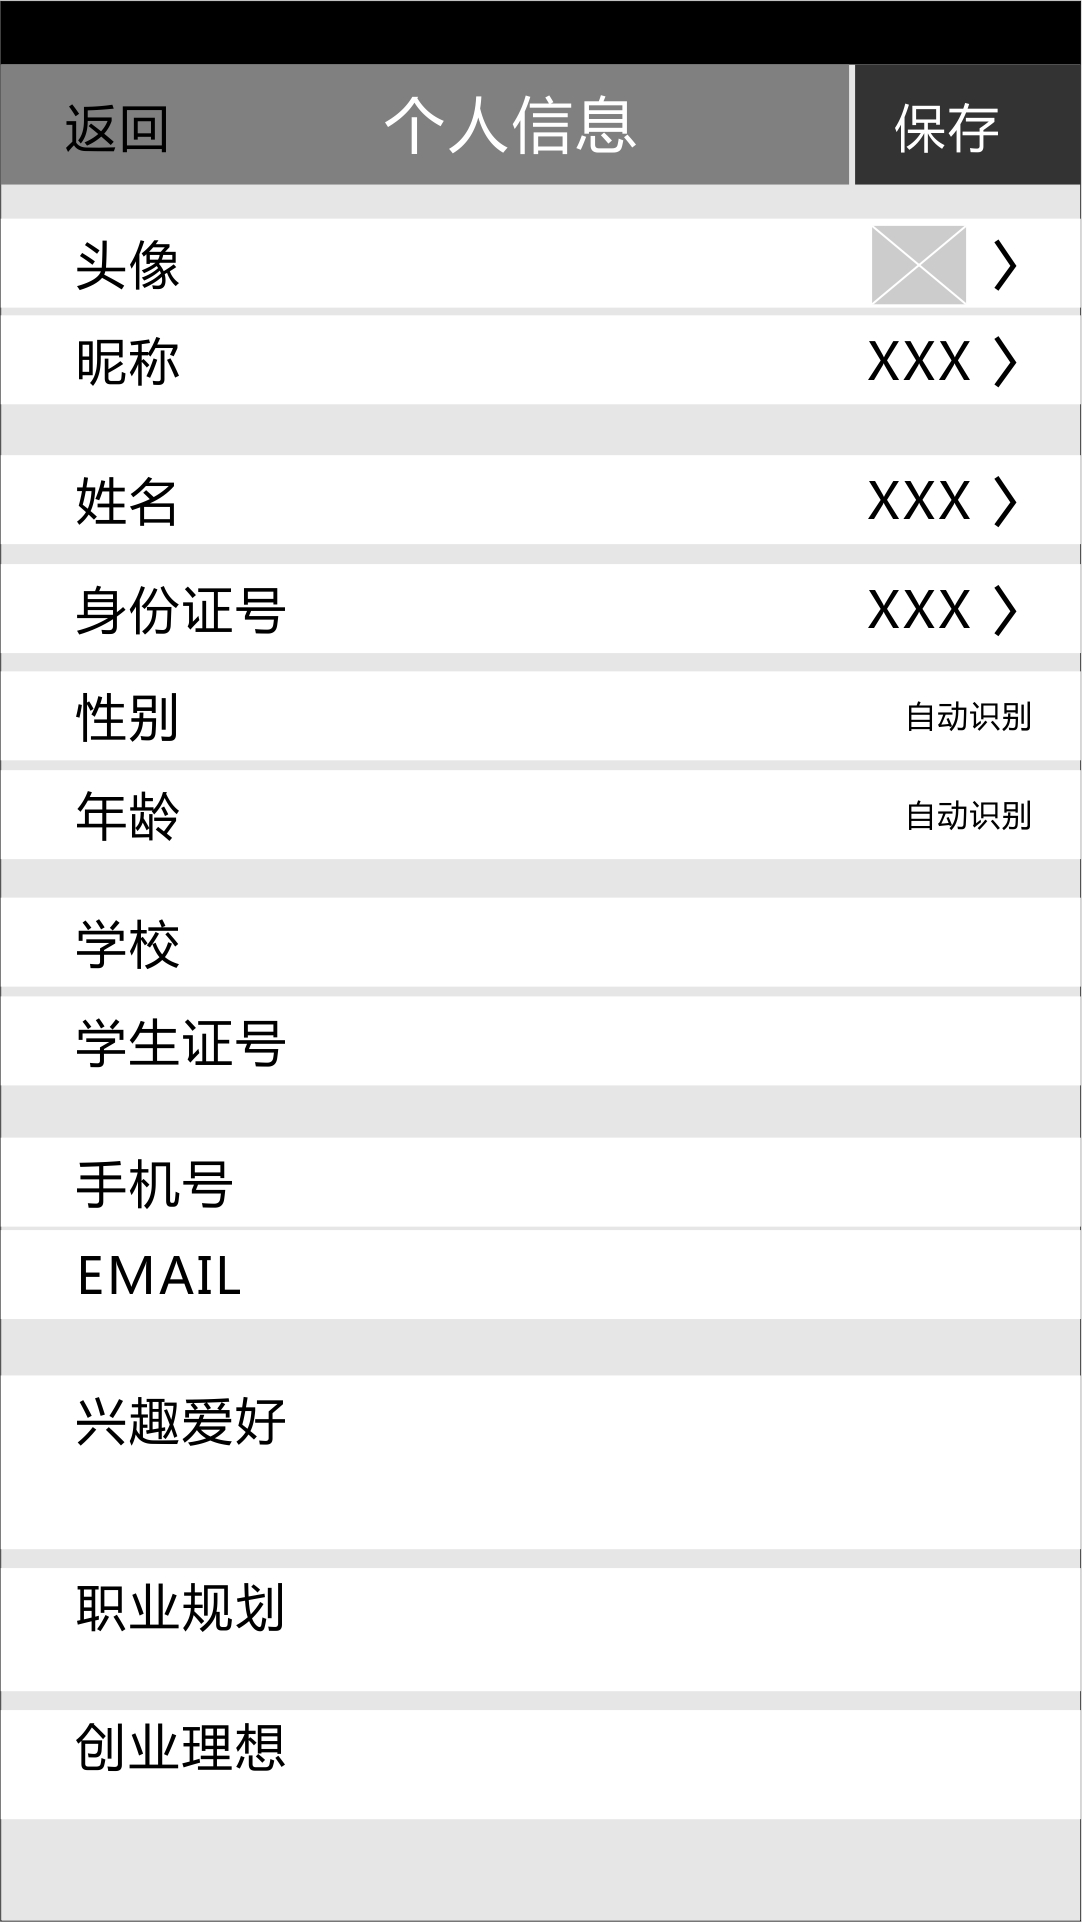 返回 个人信息 保存
头像
昵称 XXX
姓名 XXX
身份证号 XXX
性别 自动识别
年龄 自动识别
学校
学生证号
手机号
EMAIL
兴趣爱好
职业规划
创业理想